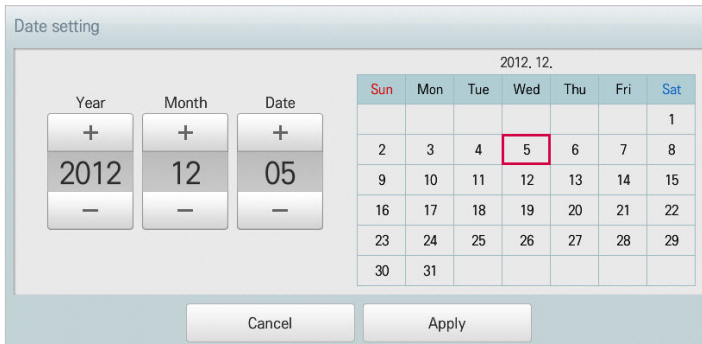 Date setting
Year Month Date
+ + +
2012 12 05
− − −
2012. 12.
Sun Mon Tue Wed Thu Fri Sat
1
2 3 4 5 6 7 8
9 10 11 12 13 14 15
16 17 18 19 20 21 22
23 24 25 26 27 28 29
30 31
Cancel Apply